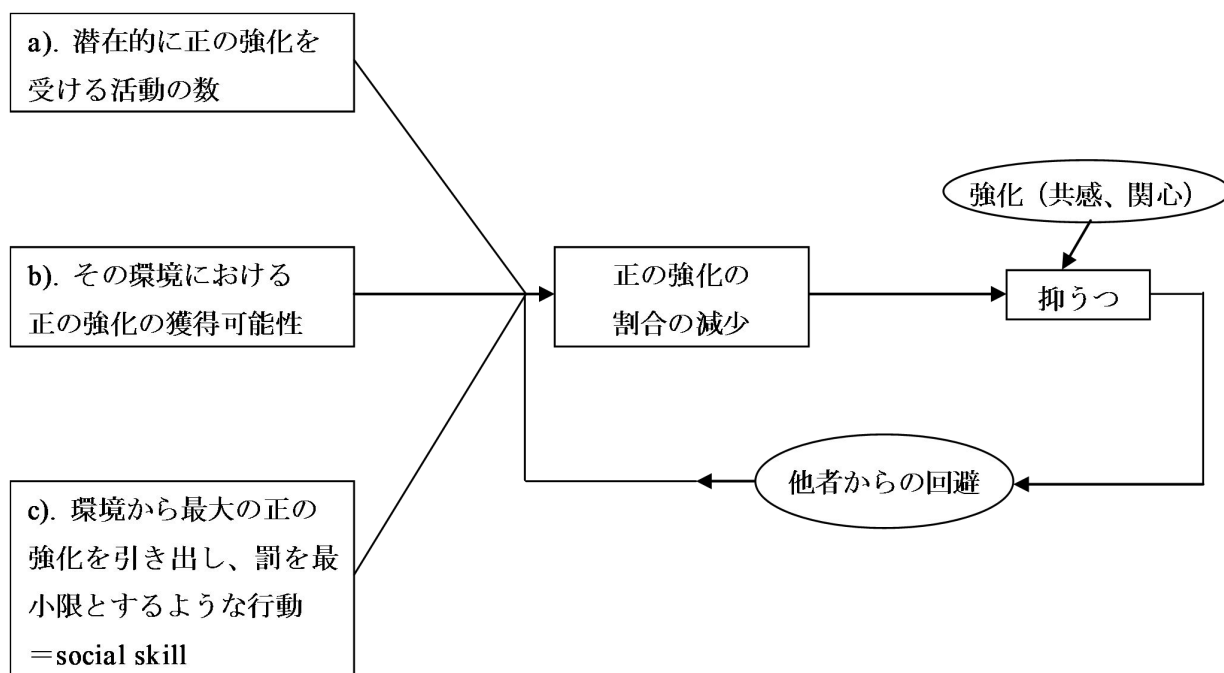 a). 潜在的に正の強化を
受ける活動の数
b). その環境における
正の強化の獲得可能性
c). 環境から最大の正の
強化を引き出し、罰を最
小限とするような行動
＝social skill
正の強化の
割合の減少
強化（共感、関心）
抑うつ
他者からの回避